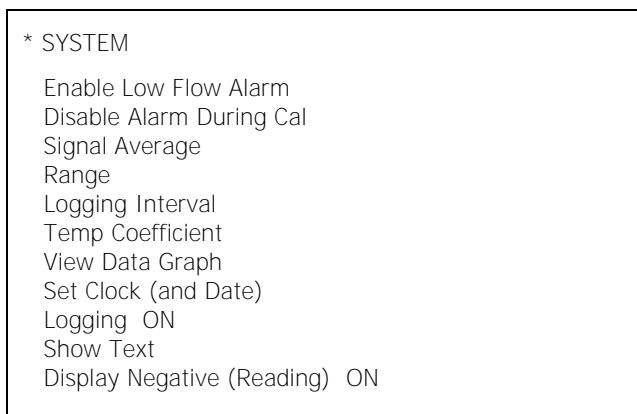 * SYSTEM
Enable Low Flow Alarm
Disable Alarm During Cal
Signal Average
Range
Logging Interval
Temp Coefficient
View Data Graph
Set Clock (and Date)
Logging ON
Show Text
Display Negative (Reading) ON